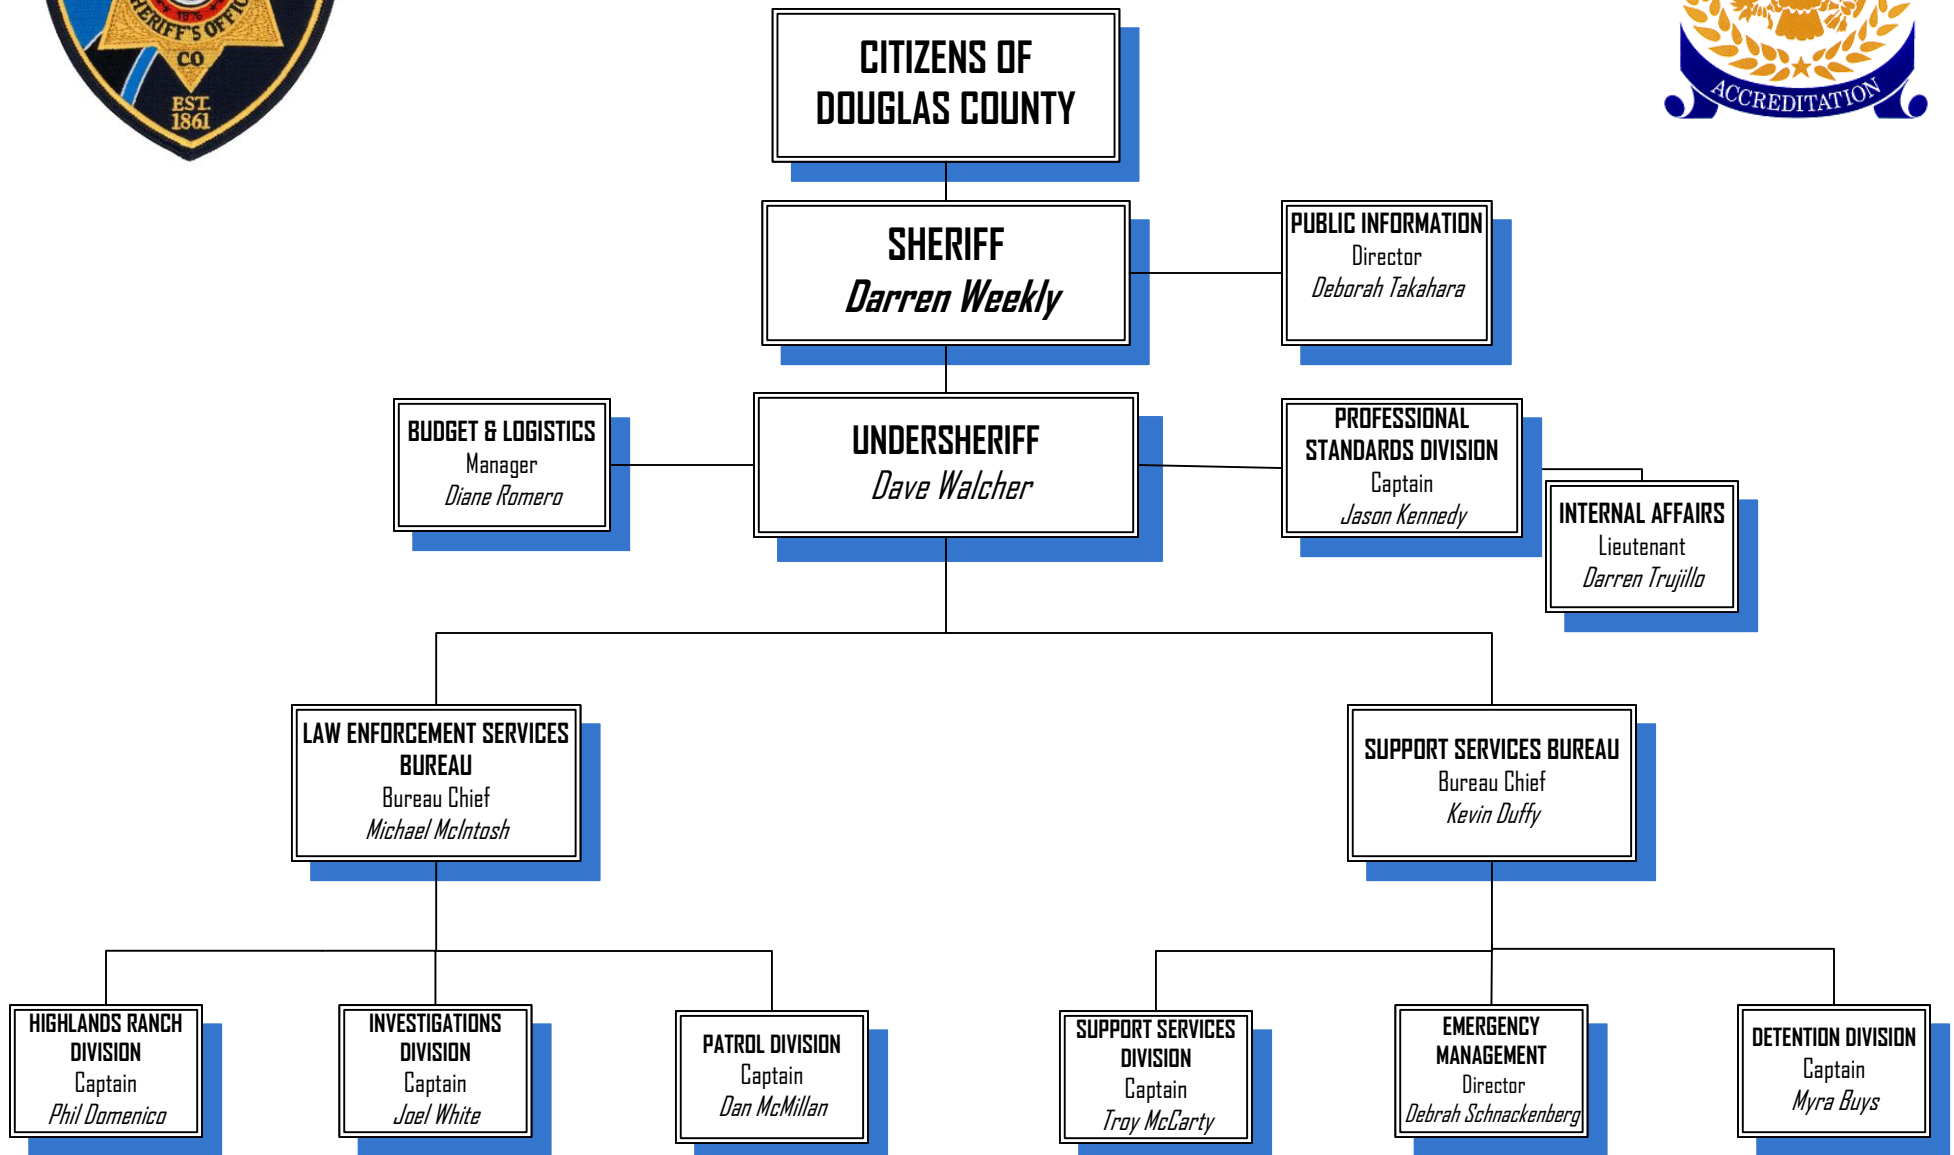 1876
SHERIFF'S OFFICE
CO
EST.
1861
ACCREDITATION
CITIZENS OF
DOUGLAS COUNTY
SHERIFF
Darren Weekly
PUBLIC INFORMATION
Director
Deborah Takahara
BUDGET & LOGISTICS
Manager
Diane Romero
UNDERSHERIFF
Dave Walcher
PROFESSIONAL
STANDARDS DIVISION
Captain
Jason Kennedy
INTERNAL AFFAIRS
Lieutenant
Darren Trujillo
LAW ENFORCEMENT SERVICES
BUREAU
Bureau Chief
Michael McIntosh
SUPPORT SERVICES BUREAU
Bureau Chief
Kevin Duffy
HIGHLANDS RANCH
DIVISION
Captain
Phil Domenico
INVESTIGATIONS
DIVISION
Captain
Joel White
PATROL DIVISION
Captain
Dan McMillan
SUPPORT SERVICES
DIVISION
Captain
Troy McCarty
EMERGENCY
MANAGEMENT
Director
Debrah Schnackenberg
DETENTION DIVISION
Captain
Myra Buys